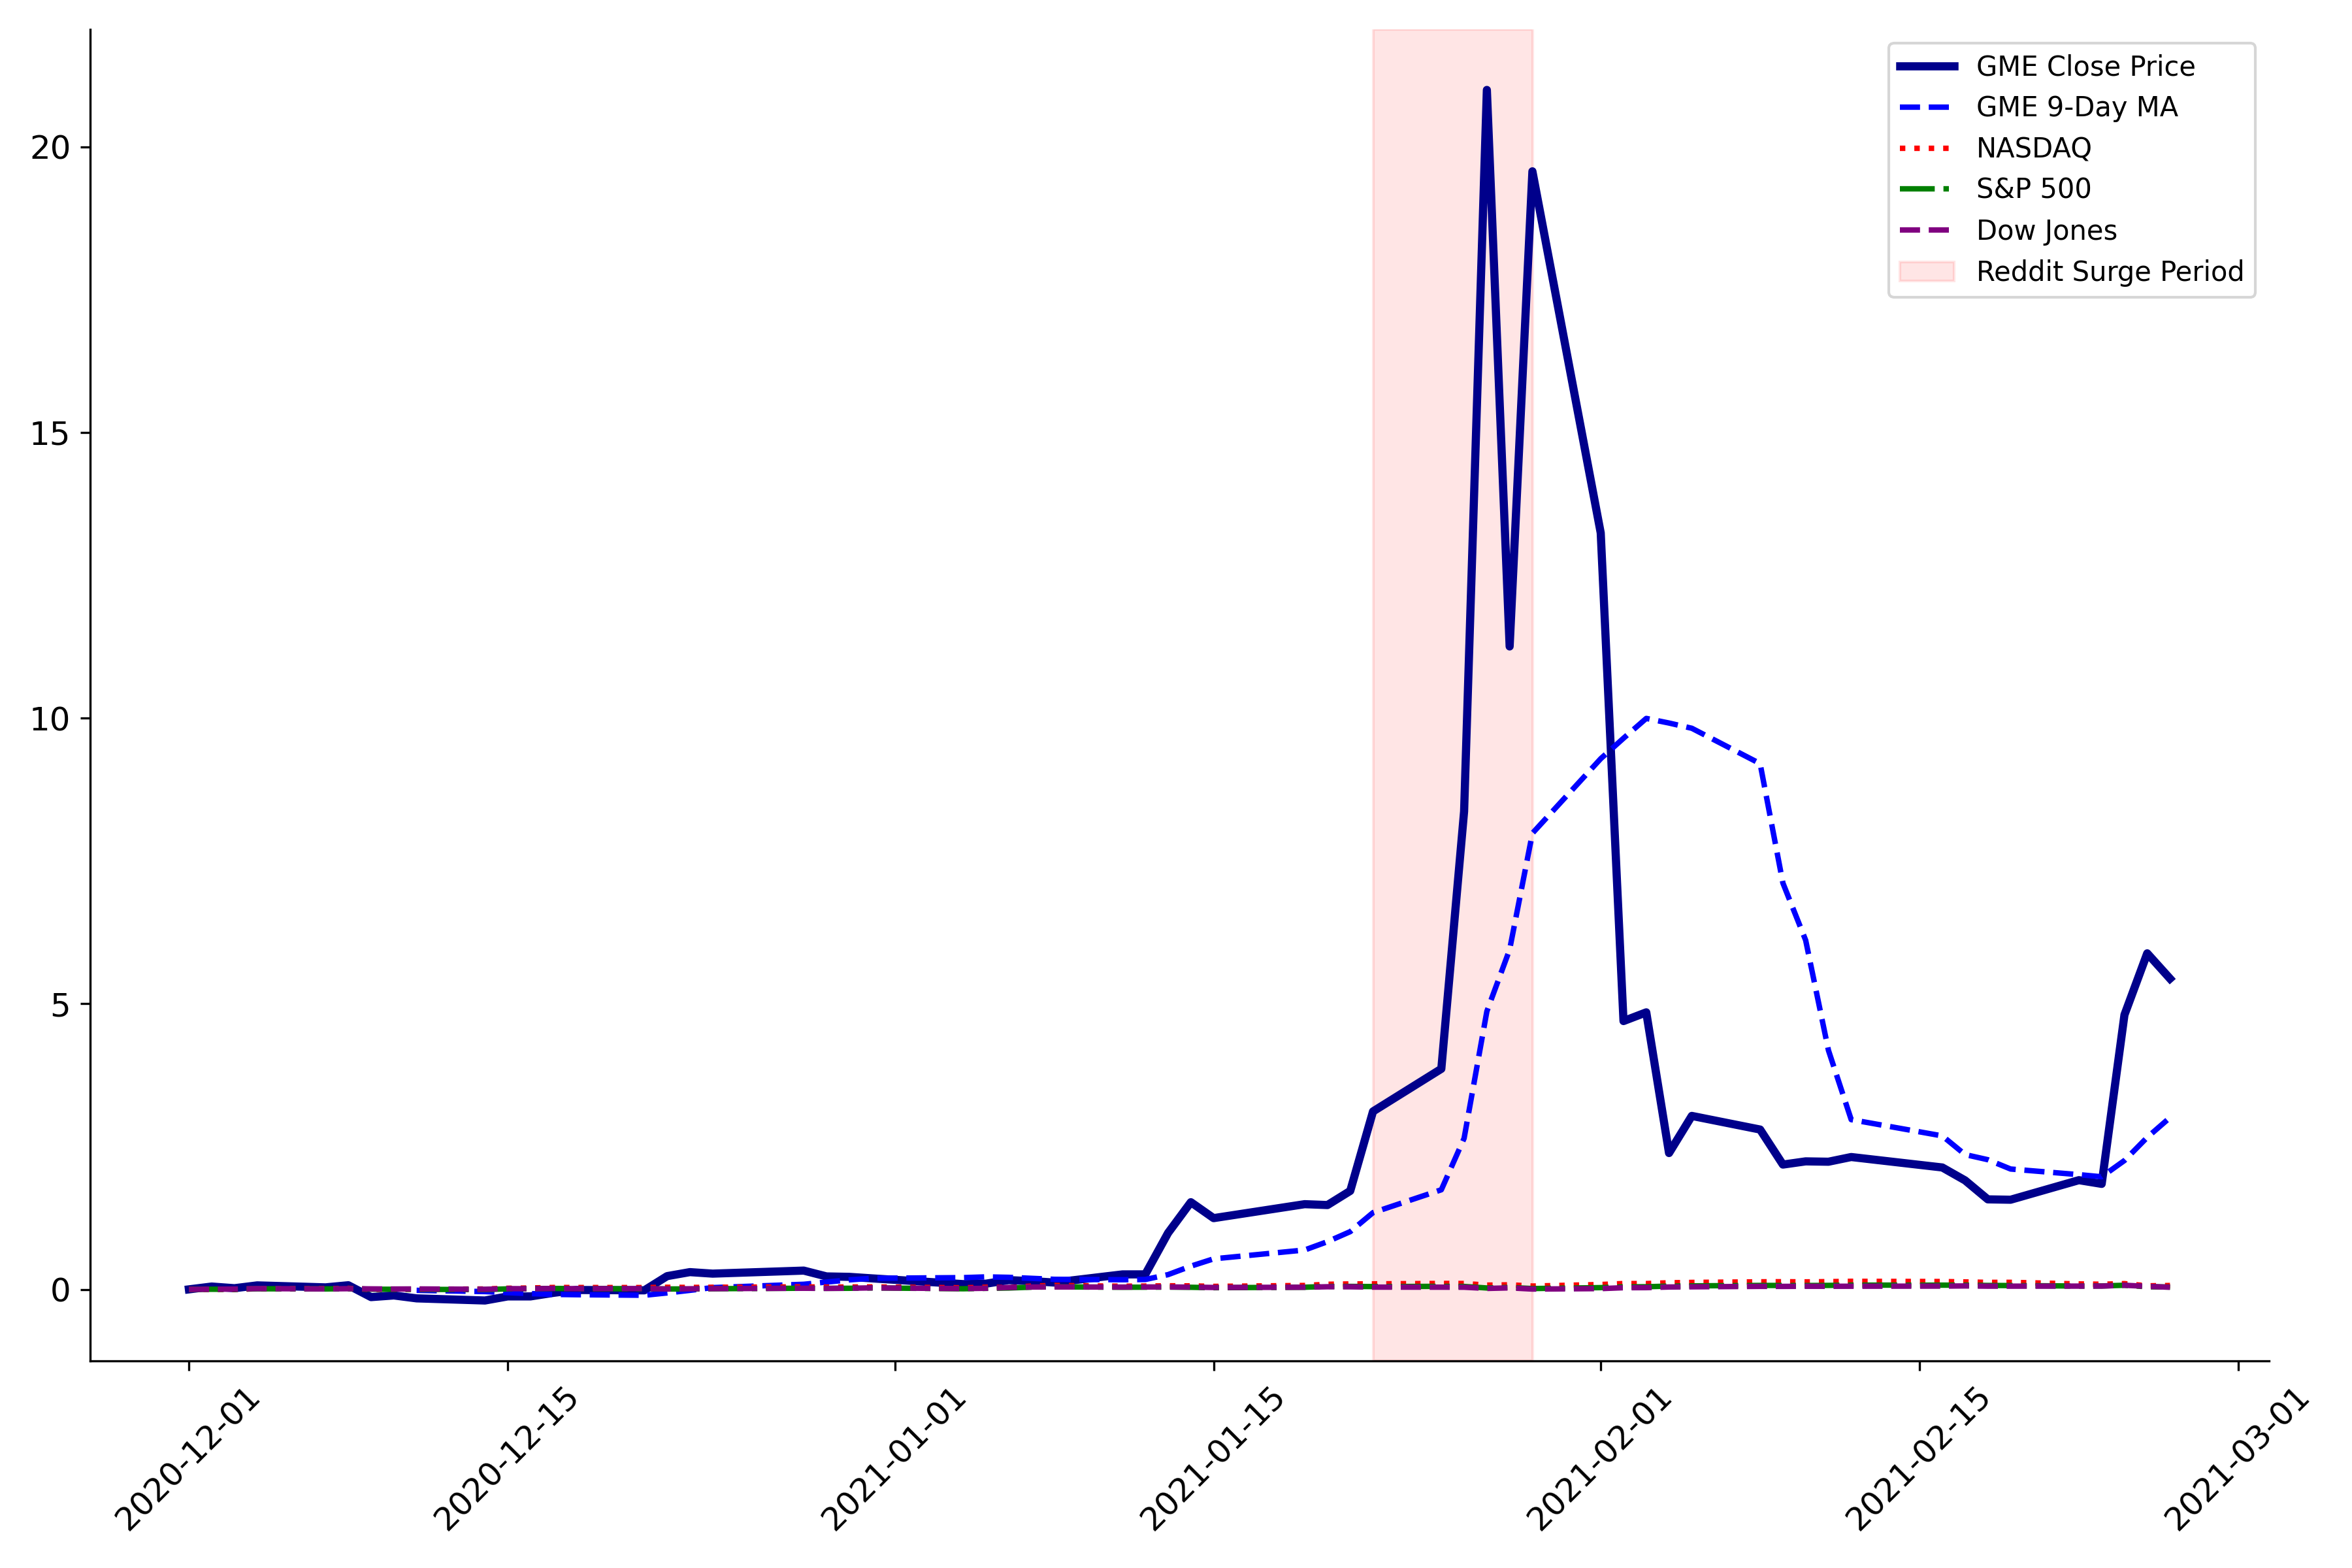 GME Close Price
GME 9-Day MA
NASDAQ
S&P 500
Dow Jones
Reddit Surge Period
20
15
10
5
0
2020-12-01
2020-12-15
2021-01-01
2021-01-15
2021-02-01
2021-02-15
2021-03-01